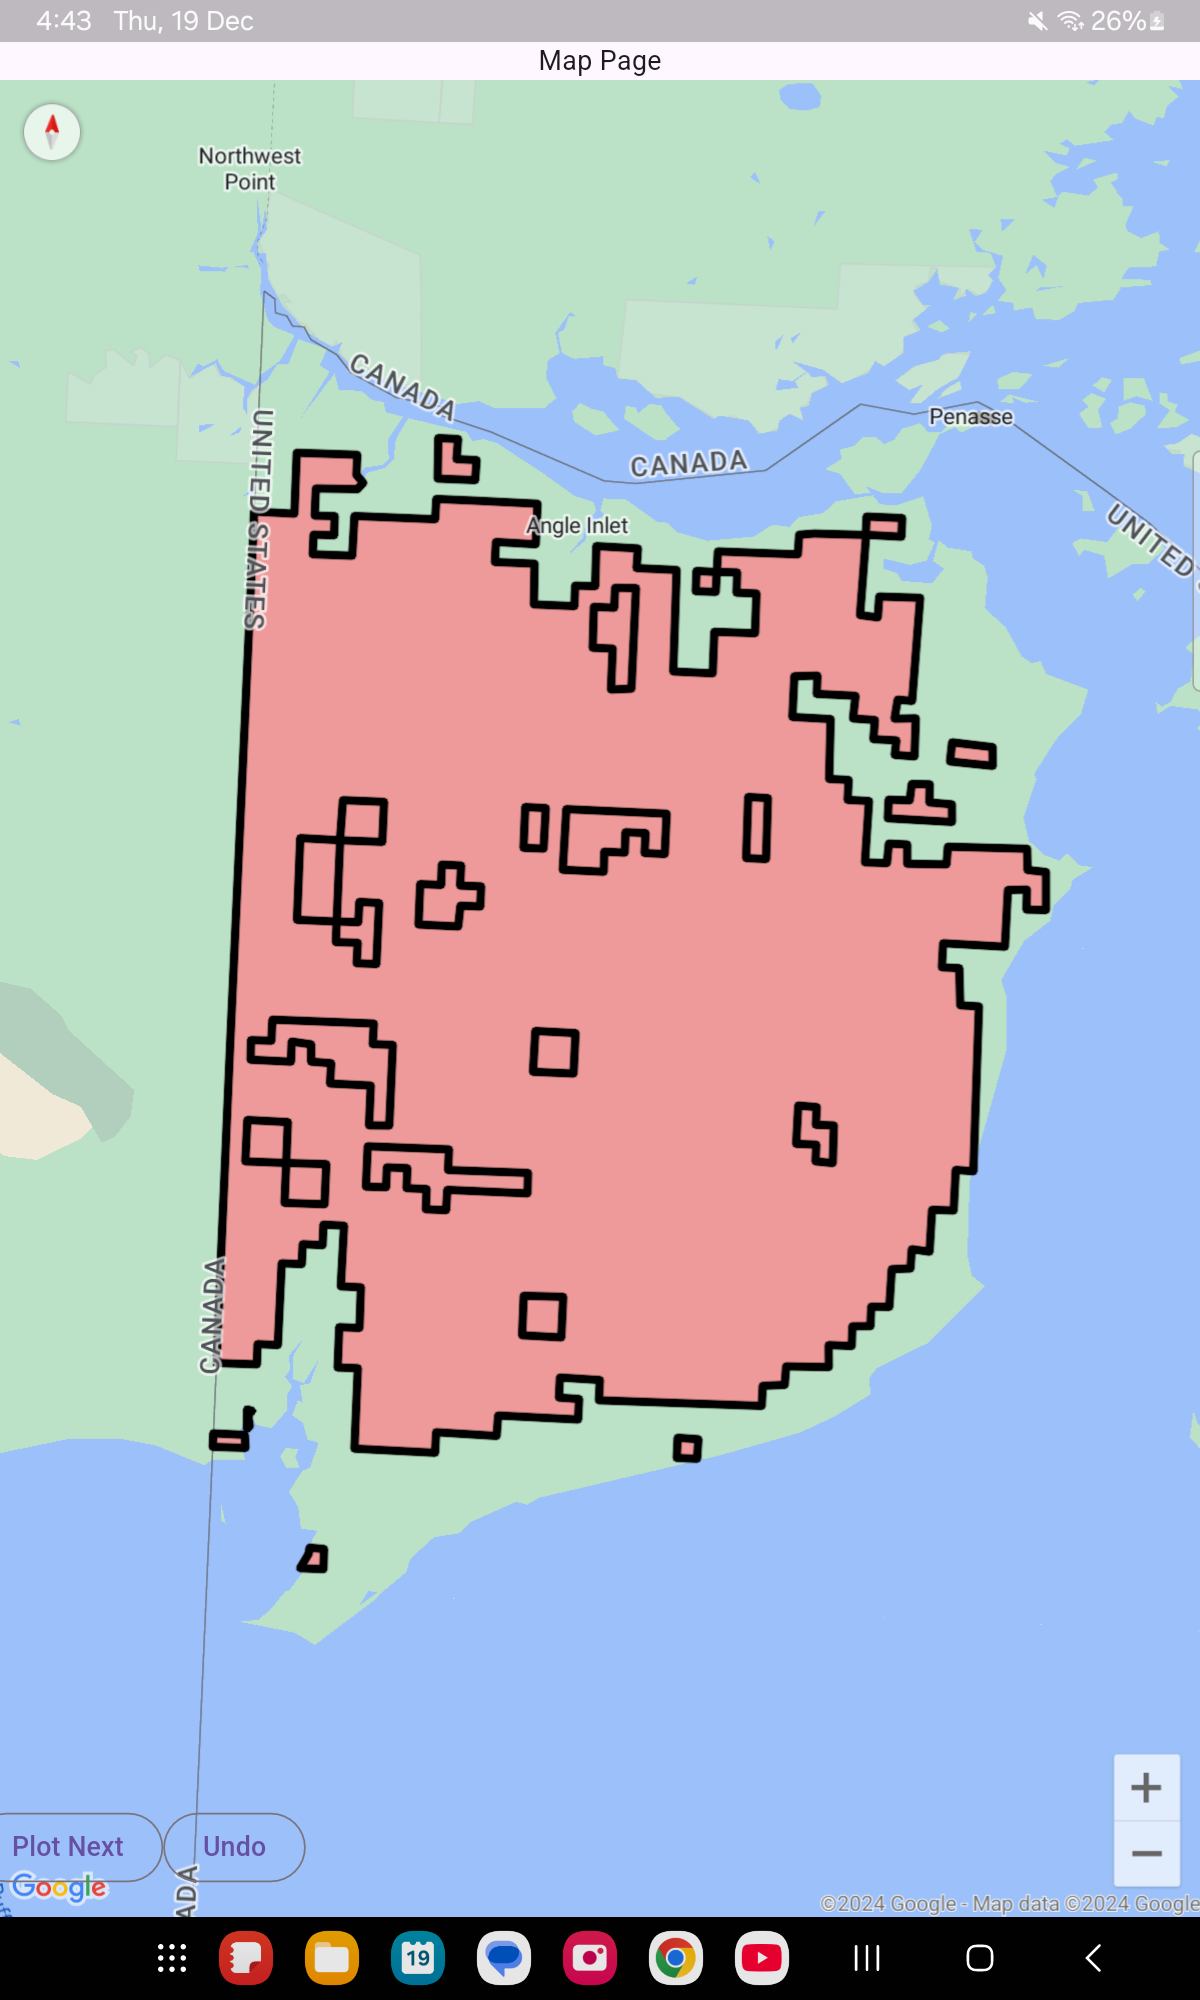 4:43 Thu, 19 Dec 26%
Map Page
Northwest
Point
CANADA
UNITED STATES
Penasse
CANADA
UNITED
Angle Inlet
CANADA
Plot Next Undo
Google
ADA
©2024 Google - Map data ©2024 Google
19